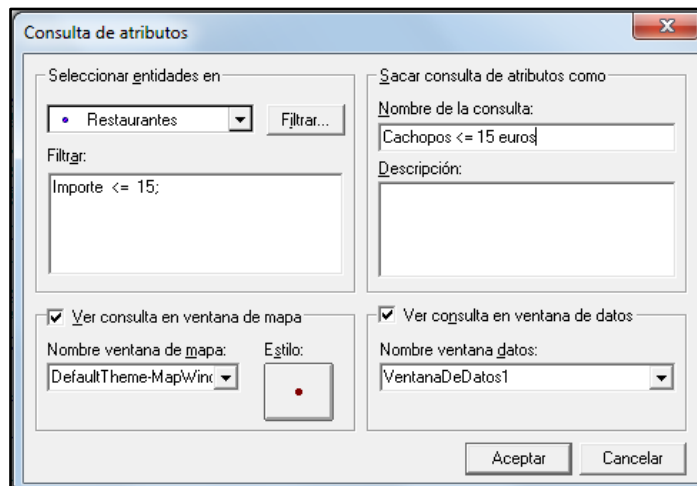 Consulta de atributos
x
Seleccionar entidades en
Restaurantes
Filtrar...
Filtrar:
Importe <= 15;
Sacar consulta de atributos como
Nombre de la consulta:
Cachopos <= 15 euros
Descripción:
Ver consulta en ventana de mapa
Nombre ventana de mapa:
Estilo:
DefaultTheme-MapWind
Ver consulta en ventana de datos
Nombre ventana datos:
VentanaDeDatos1
Aceptar
Cancelar